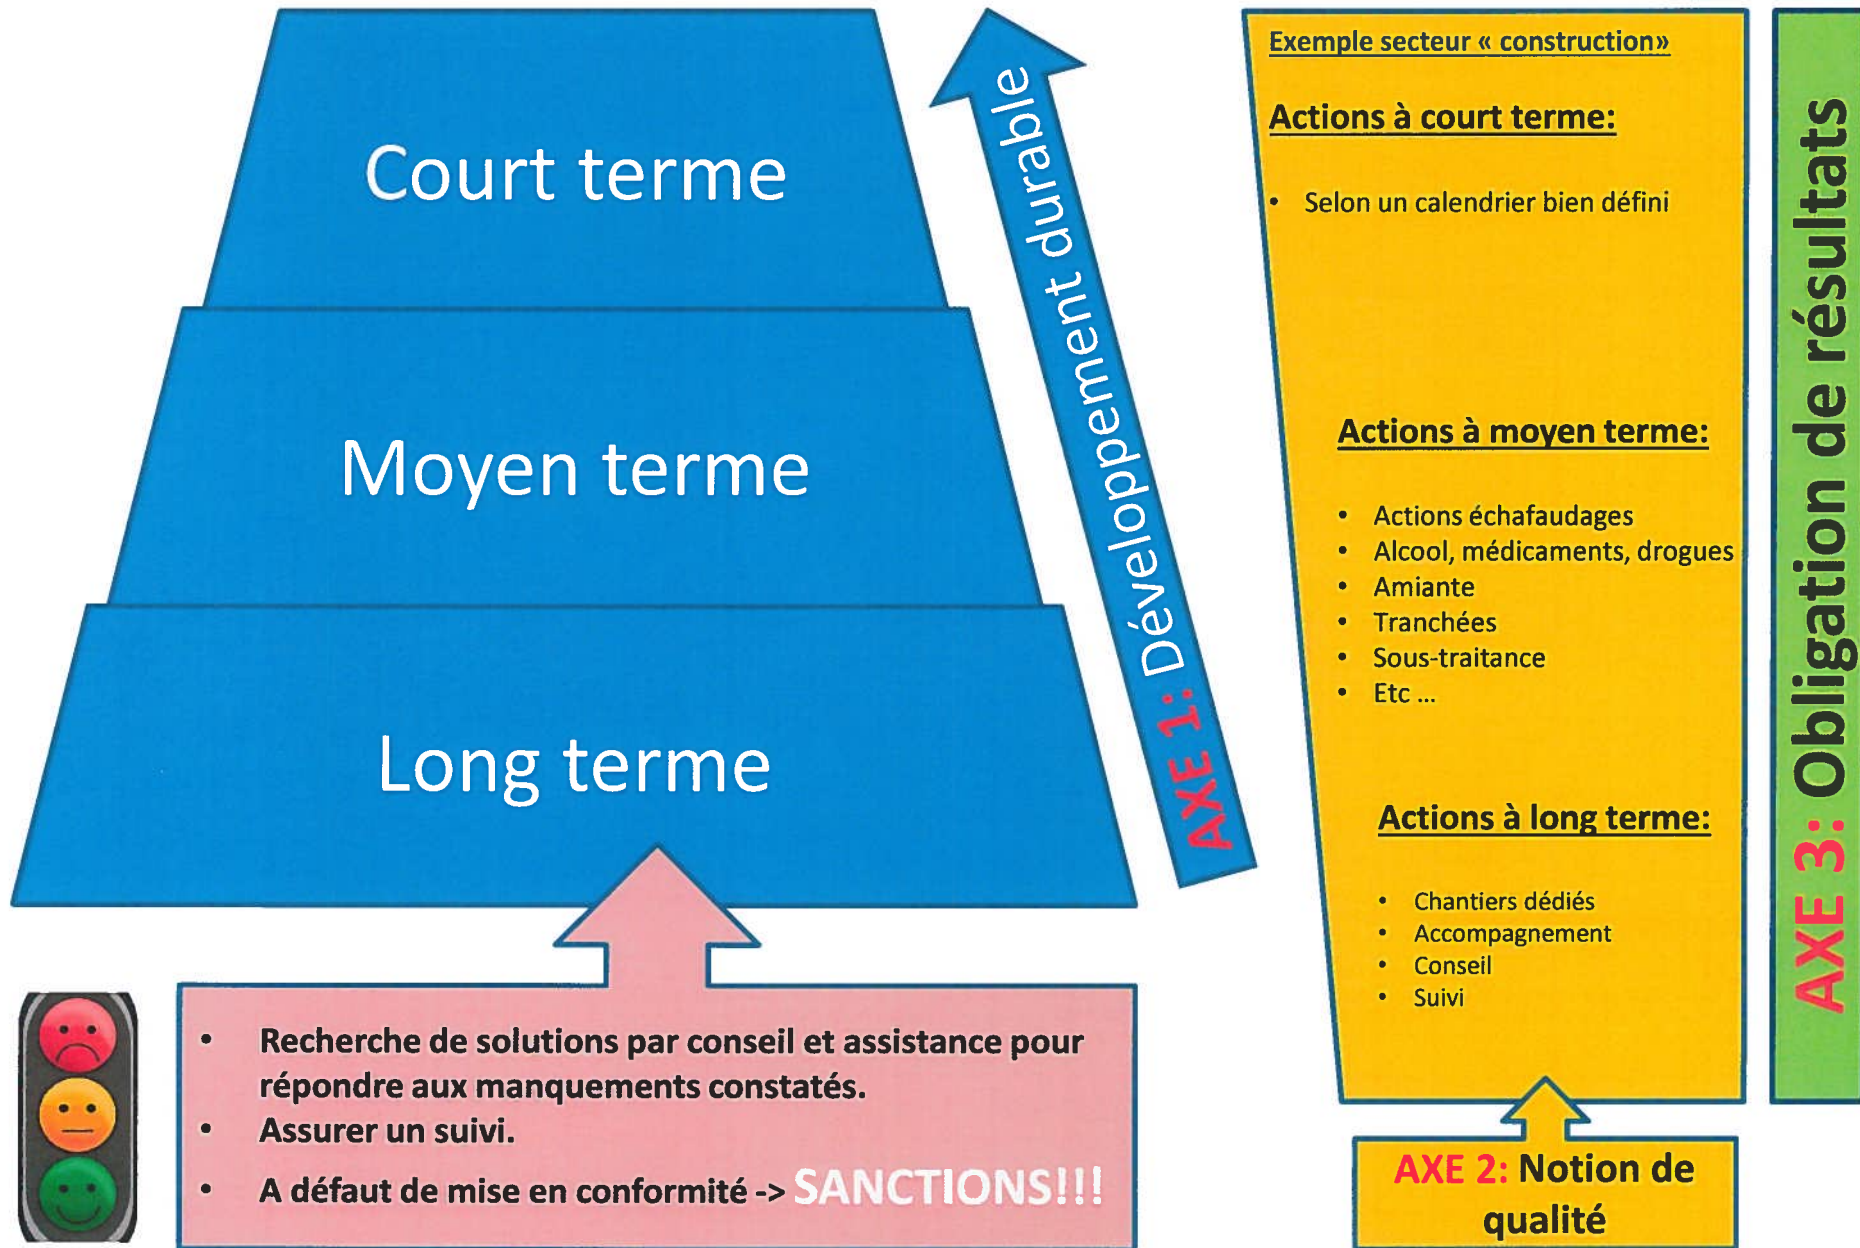 Court terme
Moyen terme
Long terme
AXE 1: Développement durable
• Recherche de solutions par conseil et assistance pour
répondre aux manquements constatés.
• Assurer un suivi.
• A défaut de mise en conformité -> SANCTIONS!!!
Exemple secteur « construction»
Actions à court terme:
• Selon un calendrier bien défini
Actions à moyen terme:
• Actions échafaudages
• Alcool, médicaments, drogues
• Amiante
• Tranchées
• Sous-traitance
• Etc ...
Actions à long terme:
• Chantiers dédiés
• Accompagnement
• Conseil
• Suivi
AXE 2: Notion de
qualité
AXE 3: Obligation de résultats